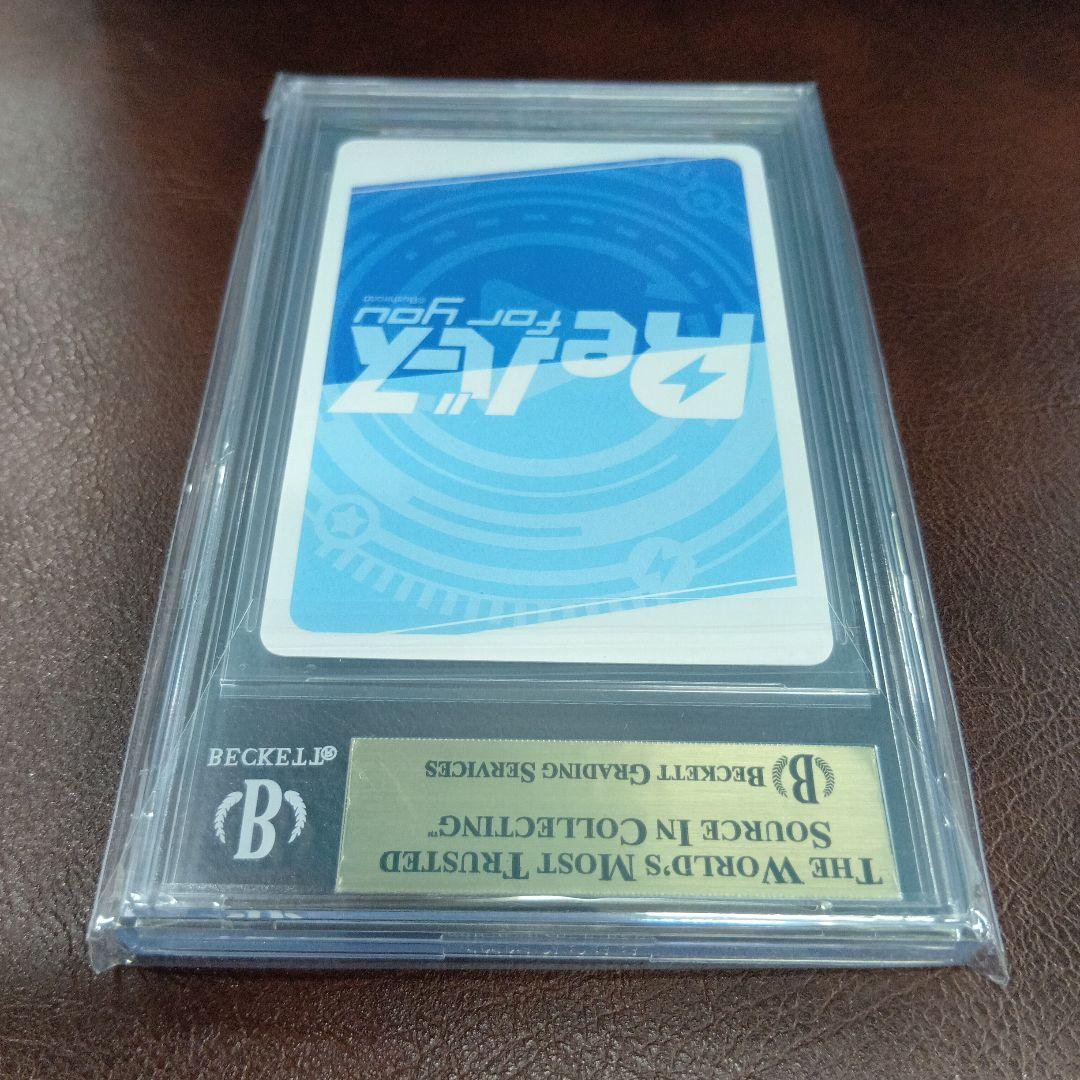 THE WORLD'S MOST TRUSTED
SOURCE IN COLLECTING™
BECKETT GRADING SERVICES
B
B
BECKETT®
Reバース
for you
©Bushiroad